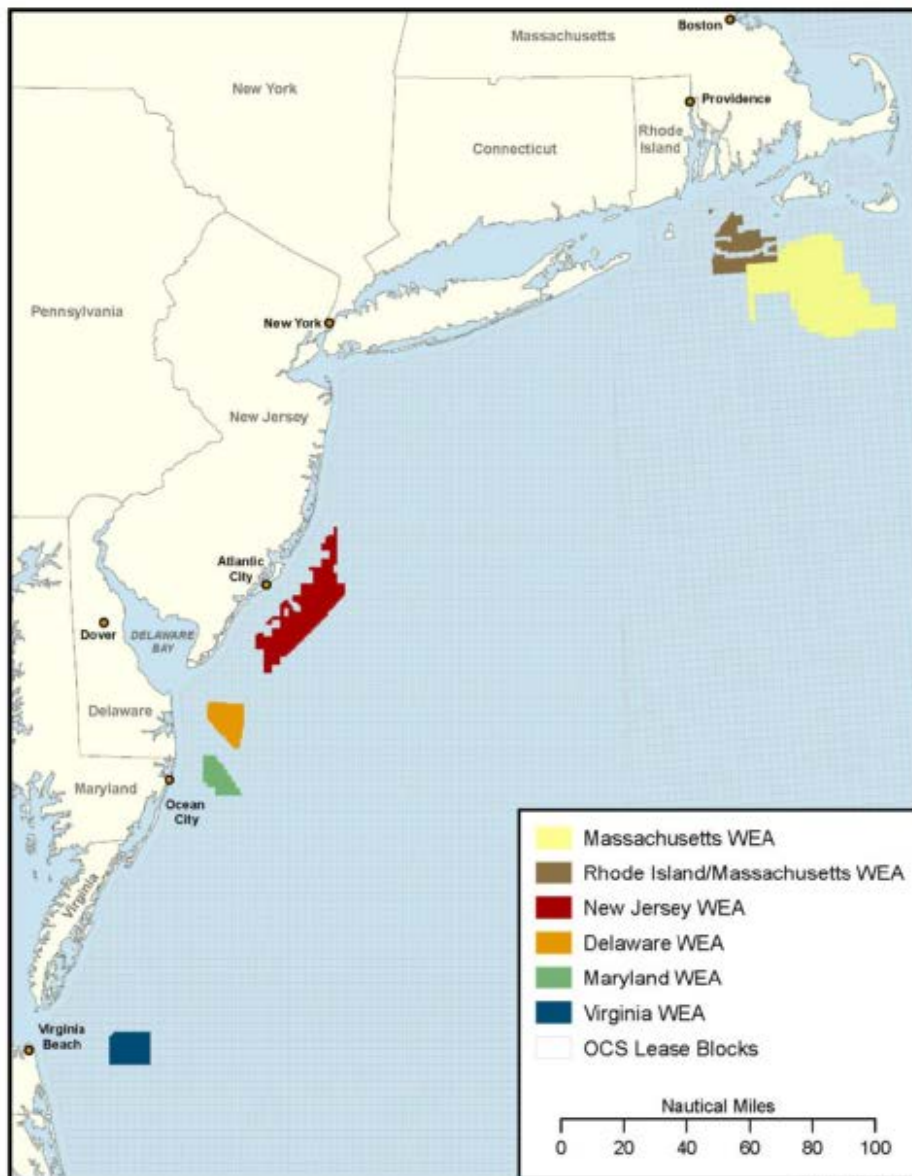 Boston
Massachusetts
New York
Providence
Rhode
Island
Connecticut
Pennsylvania
New York
New Jersey
Atlantic
City
Dover
DELAWARE
BAY
Delaware
Maryland
Ocean
City
Virginia
Virginia
Beach
Massachusetts WEA
Rhode Island/Massachusetts WEA
New Jersey WEA
Delaware WEA
Maryland WEA
Virginia WEA
OCS Lease Blocks
Nautical Miles
0 20 40 60 80 100